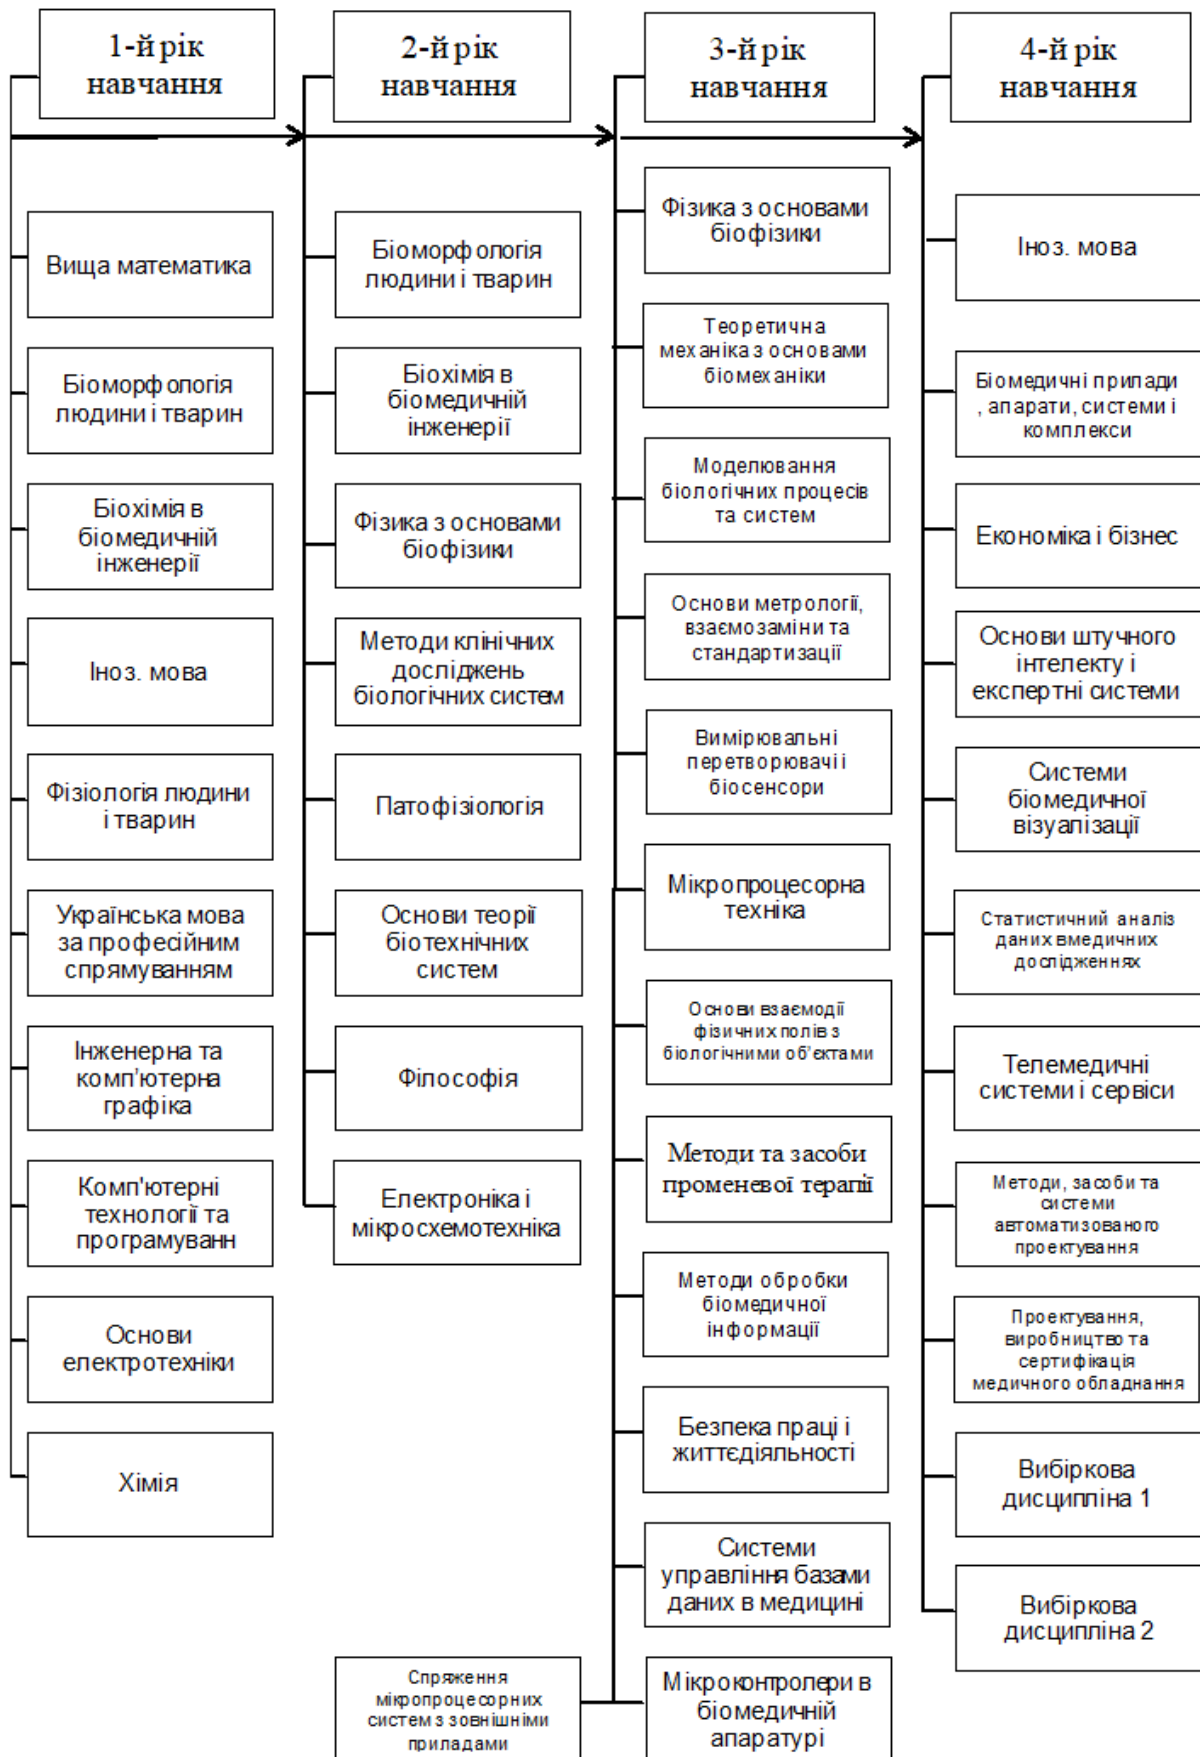 1-й рік
навчання
2-й рік
навчання
3-й рік
навчання
4-й рік
навчання
Вища математика
Біоморфологія
людини і тварин
Біохімія в
біомедичній
інженерії
Іноз. мова
Фізіологія людини
і тварин
Українська мова
за професійним
спрямуванням
Інженерна та
комп'ютерна
графіка
Комп'ютерні
технології та
програмуванн
Основи
електротехніки
Хімія
Біоморфологія
людини і тварин
Біохімія в
біомедичній
інженерії
Фізика з основами
біофізики
Методи клінічних
досліджень
біологічних систем
Патофізіологія
Основи теорії
біотехнічних
систем
Філософія
Електроніка і
мікросхемотехніка
Спряження
мікропроцесорних
систем з зовнішніми
приладами
Фізика з основами
біофізики
Теоретична
механіка з основами
біомеханіки
Моделювання
біологічних процесів
та систем
Основи метрології,
взаємозаміни та
стандартизації
Вимірювальні
перетворювачі і
біосенсори
Мікропроцесорна
техніка
Основи взаємодії
фізичних полів з
біологічними об'єктами
Методи та засоби
променевої терапії
Методи обробки
біомедичної
інформації
Безпека праці і
життєдіяльності
Системи
управління базами
даних в медицині
Мікроконтролери в
біомедичній
апаратурі
Іноз. мова
Біомедичні прилади
, апарати, системи і
комплекси
Економіка і бізнес
Основи штучного
інтелекту і
експертні системи
Системи
біомедичної
візуалізації
Статистичний аналіз
даних вмедичних
дослідженнях
Телемедичні
системи і сервіси
Методи, засоби та
системи
автоматизованого
проектування
Проектування,
виробництво та
сертифікація
медичного обладнання
Вибіркова
дисципліна 1
Вибіркова
дисципліна 2